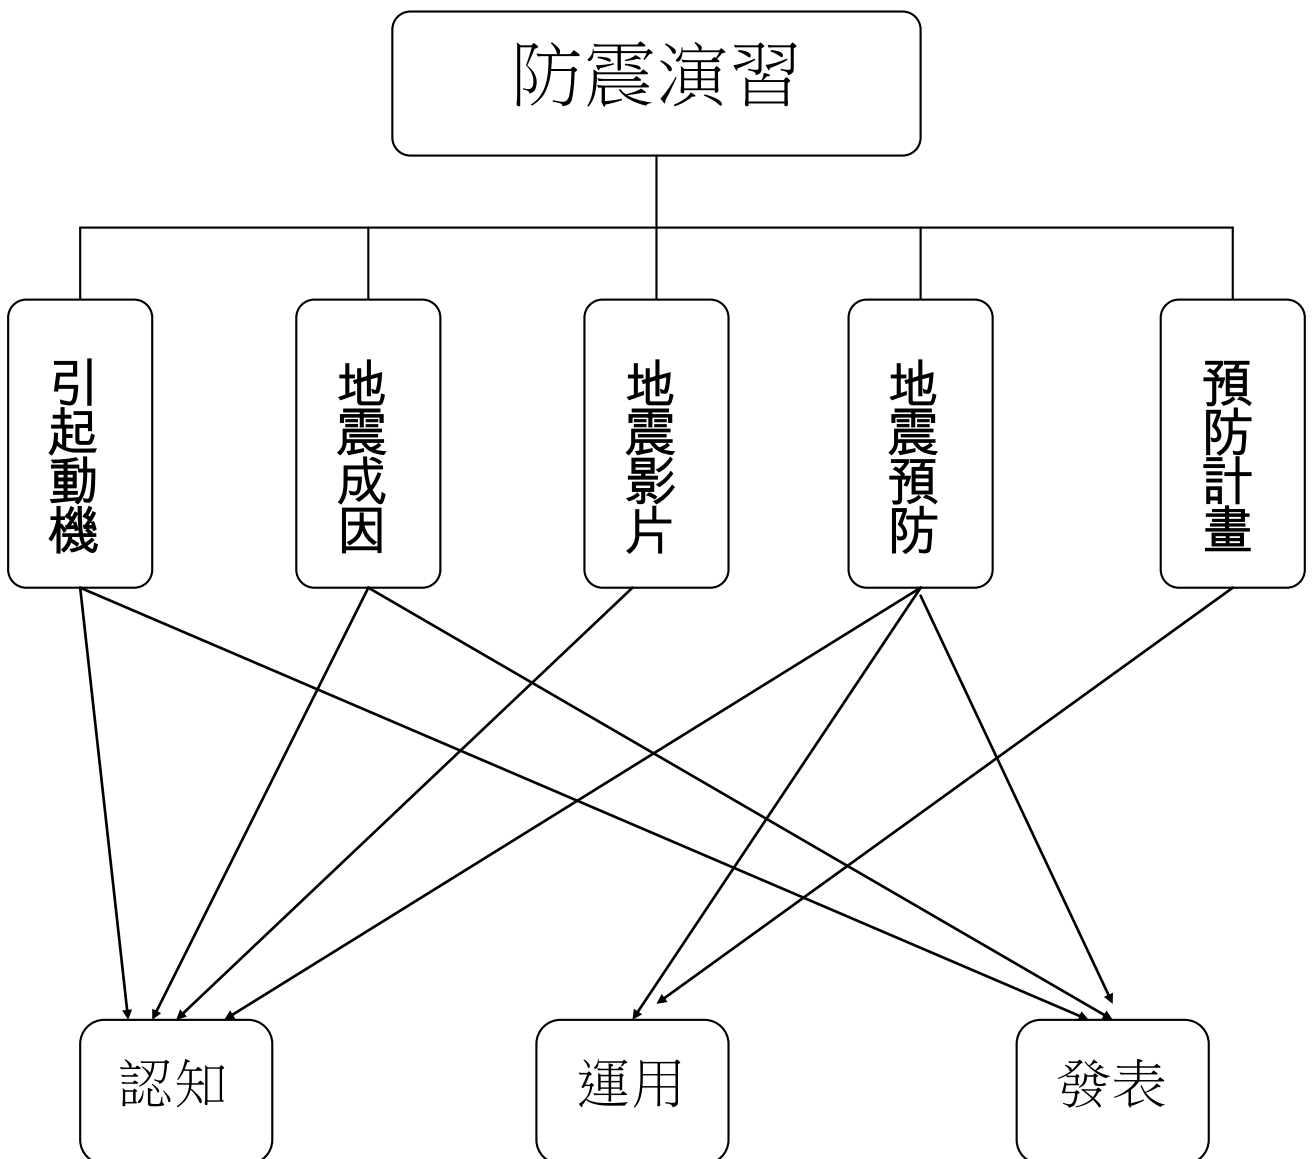 防震演習
引起動機
地震成因
地震影片
地震預防
預防計畫
認知
運用
發表